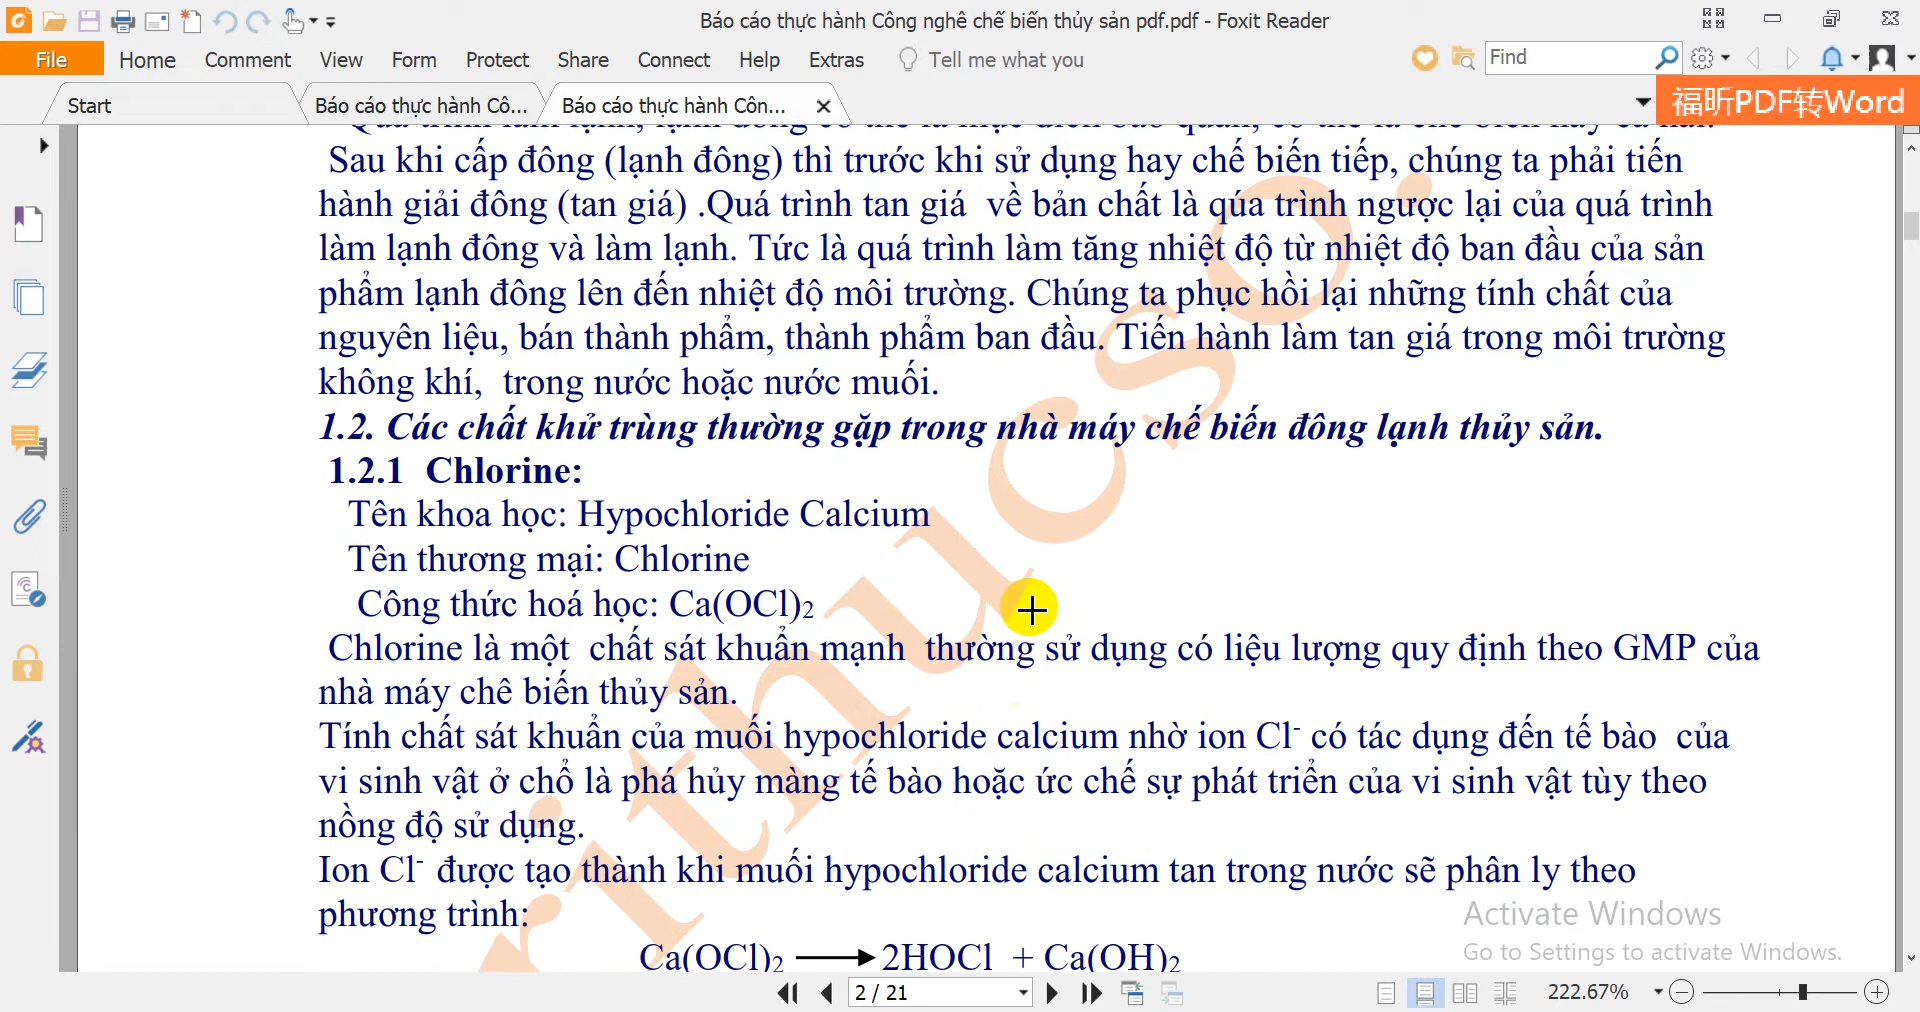 Báo cáo thực hành Công nghê chế biến thủy sản pdf.pdf - Foxit Reader
File Home Comment View Form Protect Share Connect Help Extras Tell me what you Find
Start Báo cáo thực hành Cô... Báo cáo thực hành Côn... 福昕PDF转Word
Sau khi cấp đông (lạnh đông) thì trước khi sử dụng hay chế biến tiếp, chúng ta phải tiến
hành giải đông (tan giá) .Quá trình tan giá về bản chất là qúa trình ngược lại của quá trình
làm lạnh đông và làm lạnh. Tức là quá trình làm tăng nhiệt độ từ nhiệt độ ban đầu của sản
phẩm lạnh đông lên đến nhiệt độ môi trường. Chúng ta phục hồi lại những tính chất của
nguyên liệu, bán thành phẩm, thành phẩm ban đầu. Tiến hành làm tan giá trong môi trường
không khí, trong nước hoặc nước muối.
1.2. Các chất khử trùng thường gặp trong nhà máy chế biến đông lạnh thủy sản.
1.2.1 Chlorine:
Tên khoa học: Hypochloride Calcium
Tên thương mại: Chlorine
Công thức hoá học: Ca(OCl)2
Chlorine là một chất sát khuẩn mạnh thường sử dụng có liệu lượng quy định theo GMP của
nhà máy chê biến thủy sản.
Tính chất sát khuẩn của muối hypochloride calcium nhờ ion Cl- có tác dụng đến tế bào của
vi sinh vật ở chổ là phá hủy màng tế bào hoặc ức chế sự phát triển của vi sinh vật tùy theo
nồng độ sử dụng.
Ion Cl- được tạo thành khi muối hypochloride calcium tan trong nước sẽ phân ly theo
phương trình:
Ca(OCl)2 → 2HOCl + Ca(OH)2
Activate Windows
Go to Settings to activate Windows.
2 / 21 222.67%
rithucso.